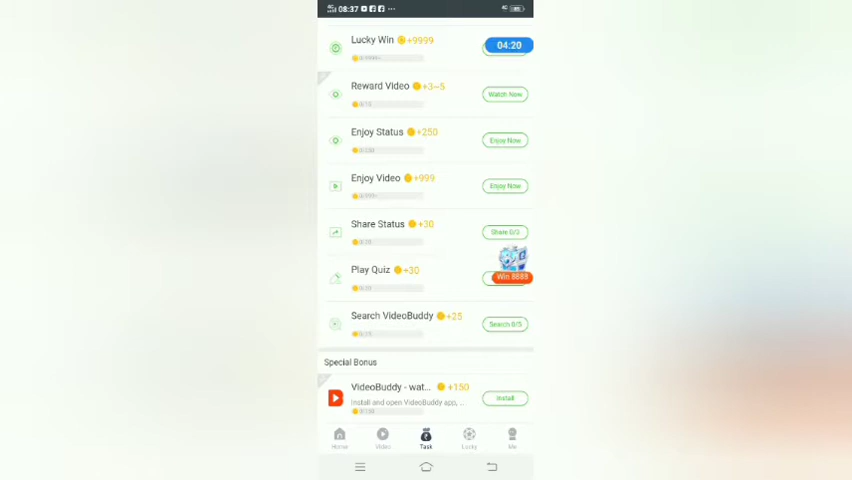 08:37
Lucky Win +9999
04:20
Reward Video +3~5
Watch Now
Enjoy Status +250
Enjoy Now
Enjoy Video +999
Enjoy Now
Share Status +30
Share 0/3
Play Quiz +30
Win 8888
Search VideoBuddy +25
Search 0/5
Special Bonus
VideoBuddy - wat... +150
Install and open VideoBuddy app, ...
Install
Home
Video
Task
Lucky
Me